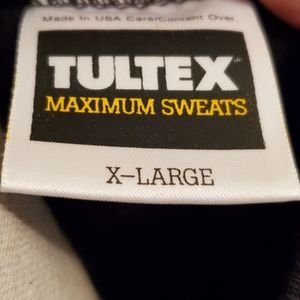 Made In USA Care/Content Over.
TULTEX
MAXIMUM SWEATS
X-LARGE